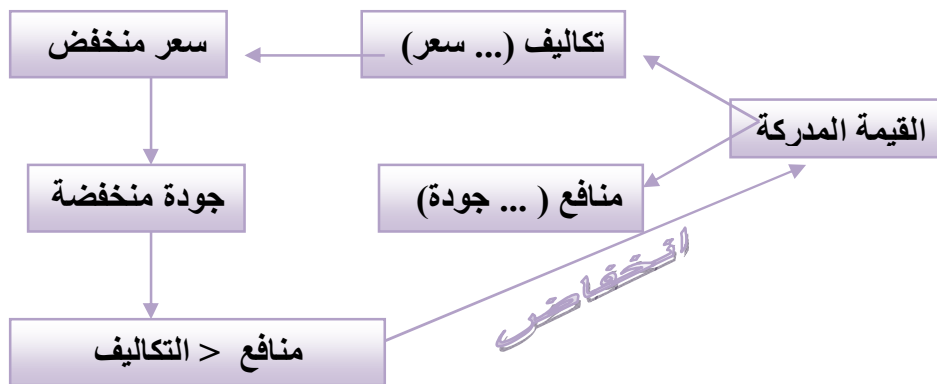 تكاليف (... سعر)
سعر منخفض
القيمة المدركة
منافع ( ... جودة)
جودة منخفضة
انخفاض
منافع < التكاليف